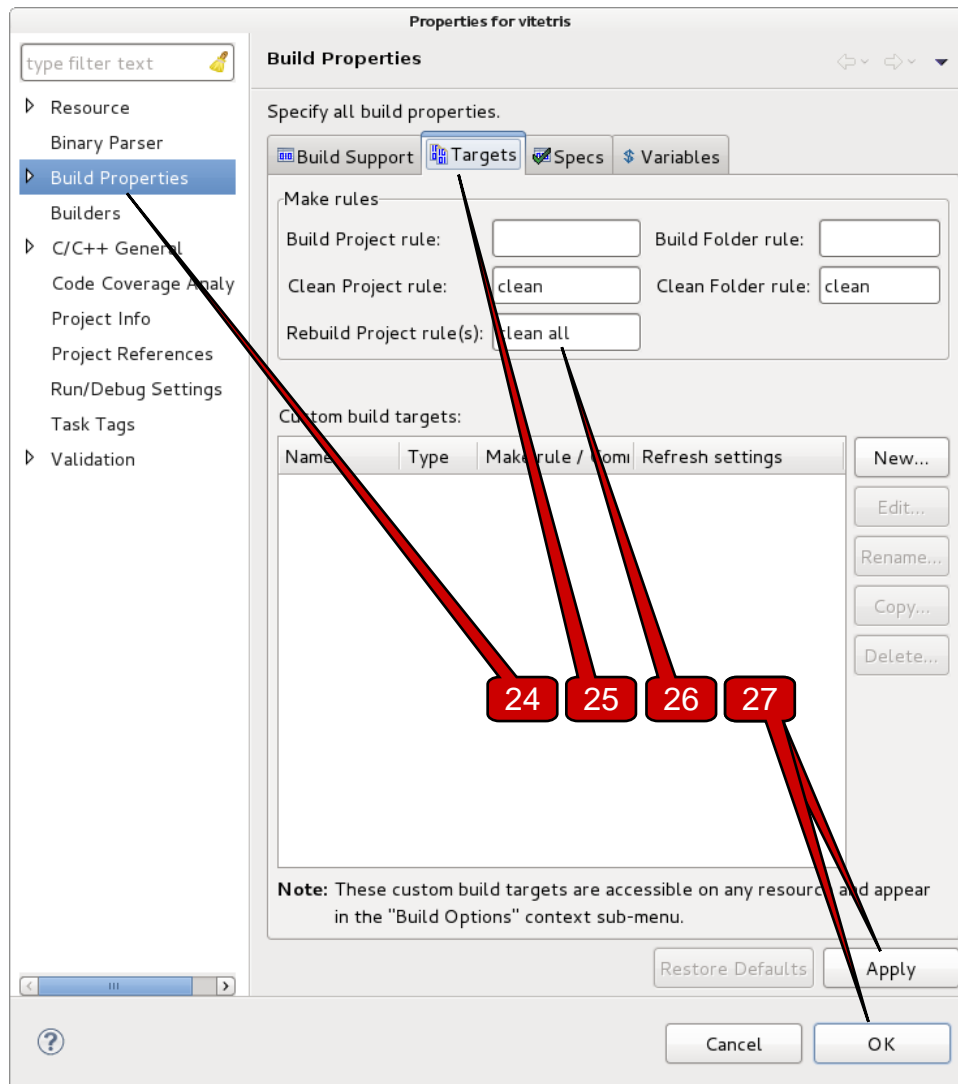 Properties for vitetris
type filter text
Build Properties
Resource
Binary Parser
Build Properties
Builders
C/C++ General
Code Coverage Analy
Project Info
Project References
Run/Debug Settings
Task Tags
Validation
Specify all build properties.
Build Support Targets Specs $ Variables
Make rules
Build Project rule: Build Folder rule:
Clean Project rule: clean Clean Folder rule: clean
Rebuild Project rule(s): clean all
Custom build targets:
Name Type Make rule / Comm Refresh settings
New...
Edit...
Rename...
Copy...
Delete...
24 25 26 27
Note: These custom build targets are accessible on any resource and appear
in the "Build Options" context sub-menu.
Restore Defaults Apply
? Cancel OK